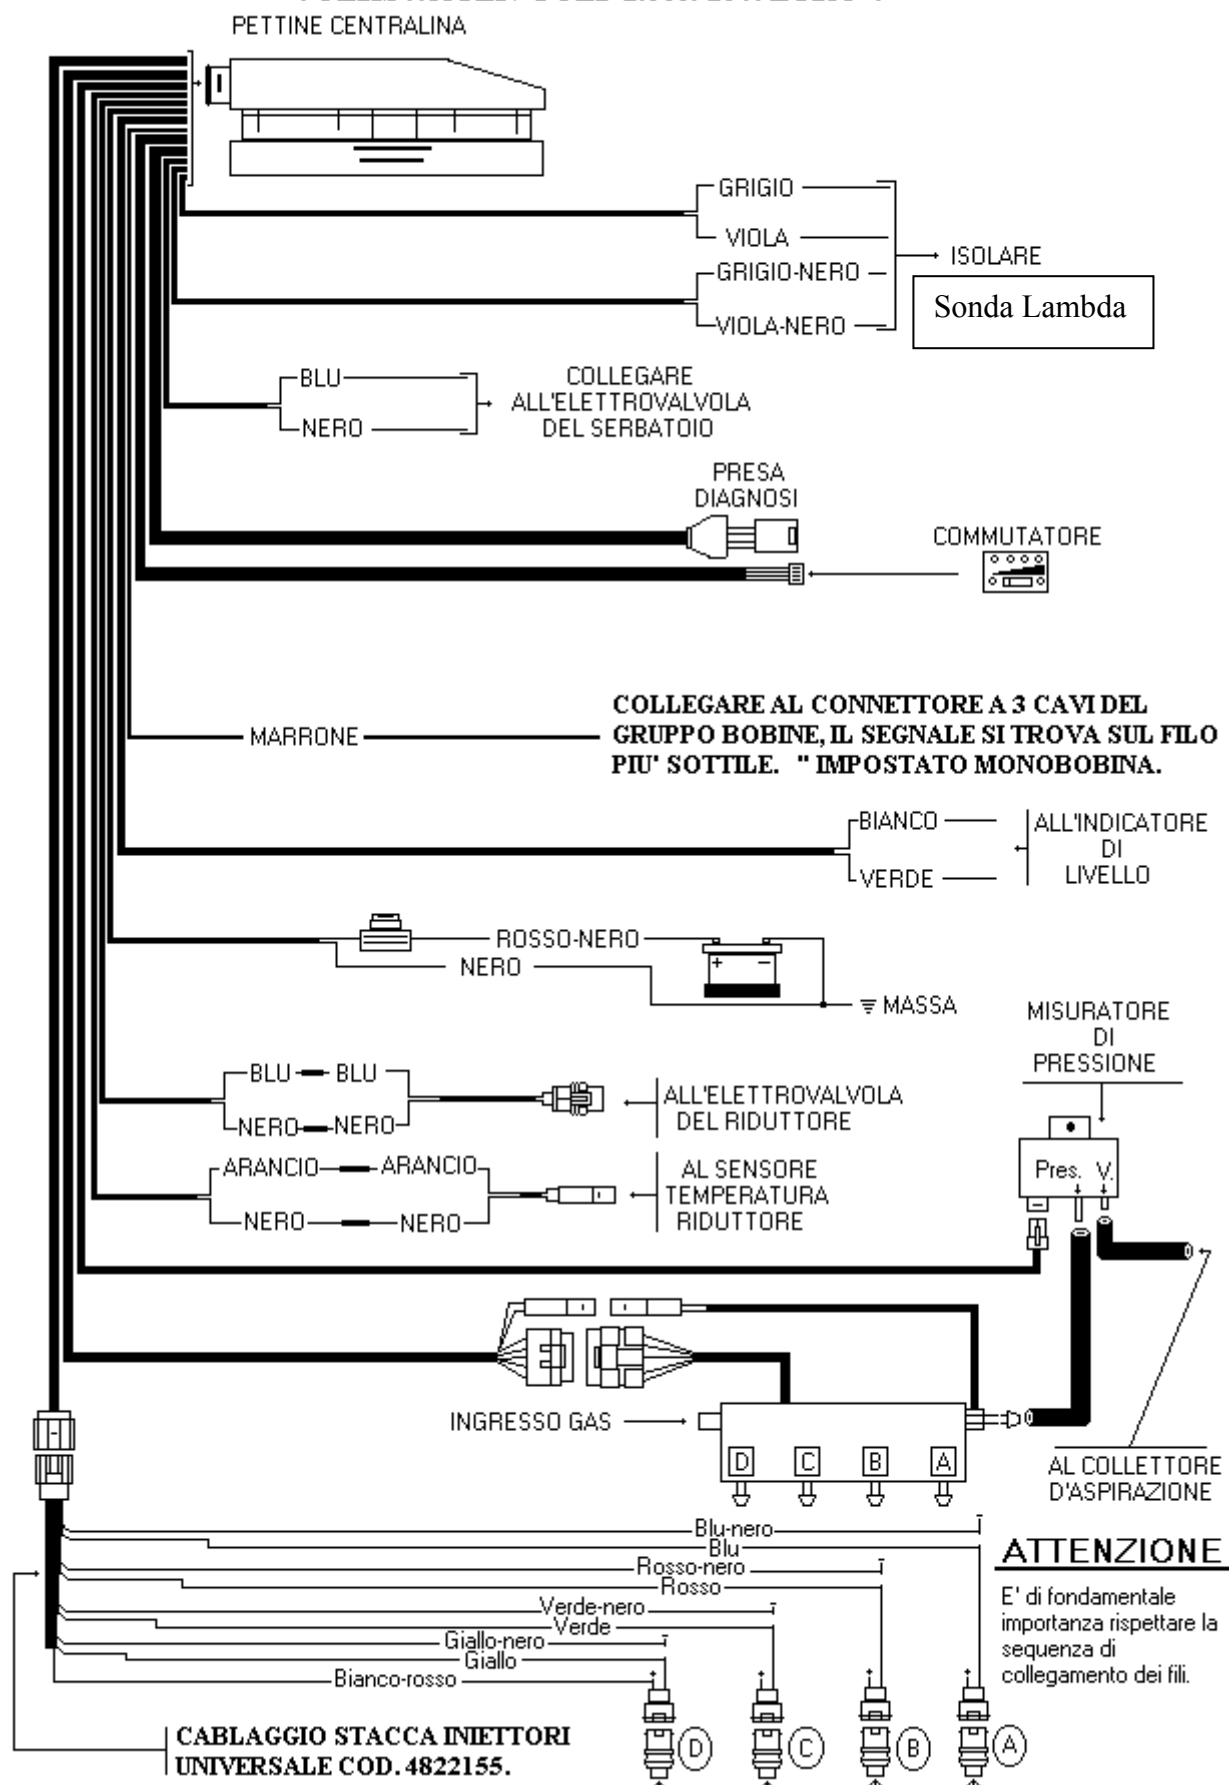 PETTINE CENTRALINA
GRIGIO
VIOLA
ISOLARE
GRIGIO-NERO
VIOLA-NERO
Sonda Lambda
BLU
NERO
COLLEGARE
ALL'ELETTROVALVOLA
DEL SERBATOIO
PRESA
DIAGNOSI
COMMUTATORE
MARRONE
COLLEGARE AL CONNETTORE A 3 CAVI DEL
GRUPPO BOBINE, IL SEGNALE SI TROVA SUL FILO
PIU' SOTTILE. " IMPOSTATO MONOBOBINA.
BIANCO
VERDE
ALL'INDICATORE
DI
LIVELLO
ROSSO-NERO
NERO
+ −
MASSA
MISURATORE
DI
PRESSIONE
Pres. V.
BLU BLU
NERO NERO
ALL'ELETTROVALVOLA
DEL RIDUTTORE
ARANCIO ARANCIO
NERO NERO
AL SENSORE
TEMPERATURA
RIDUTTORE
INGRESSO GAS
D C B A
AL COLLETTORE
D'ASPIRAZIONE
Blu-nero
Blu
Rosso-nero
Rosso
Verde-nero
Verde
Giallo-nero
Giallo
Bianco-rosso
ATTENZIONE
E' di fondamentale
importanza rispettare la
sequenza di
collegamento dei fili.
CABLAGGIO STACCA INIETTORI
UNIVERSALE COD. 4822155.
D C B A